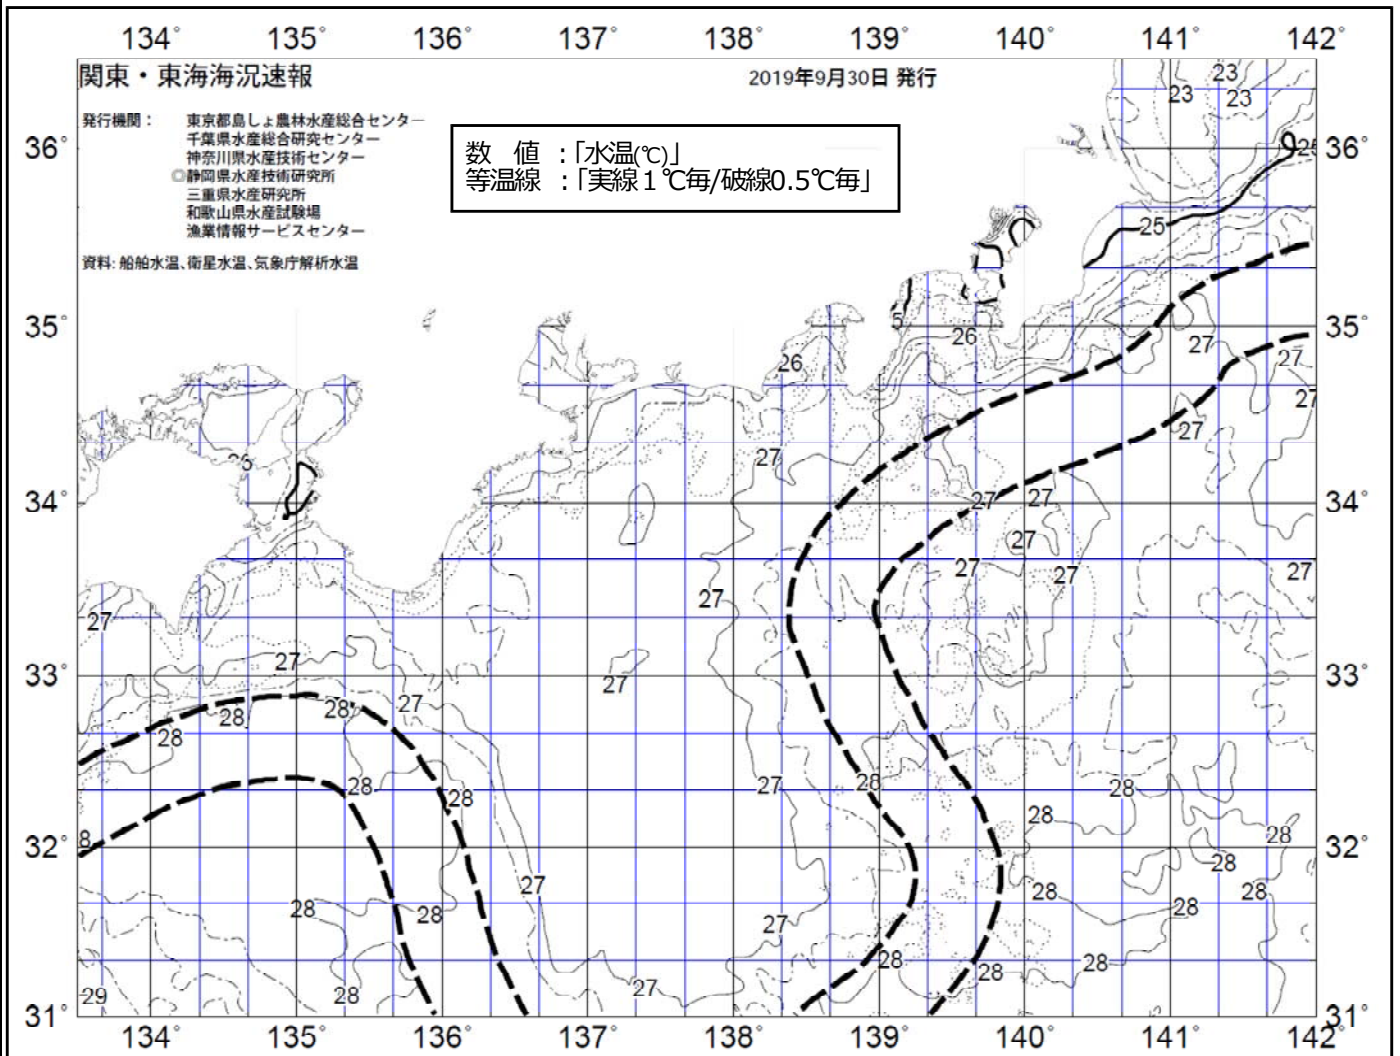 134° 135° 136° 137° 138° 139° 140° 141° 142°
関東・東海海況速報
2019年9月30日 発行
発行機関： 東京都島しょ農林水産総合センター
千葉県水産総合研究センター
神奈川県水産技術センター
◎静岡県水産技術研究所
三重県水産研究所
和歌山県水産試験場
漁業情報サービスセンター
資料: 船舶水温、衛星水温、気象庁解析水温
数 値 ：「水温(℃)」
等温線 ：「実線１℃毎/破線0.5℃毎」
23
23 23
36° 36°
25
35° 26 26 35°
27 27
27
27 27
34° 27 27 34°
27
27 27 27
27 27
27
33° 27 33°
27
28 28
28
28 28 27 28 28
28
32° 28 32°
28
27 28 28
28 28 28
27
28 28
28
29 28 27
31° 31°
134° 135° 136° 137° 138° 139° 140° 141° 142°